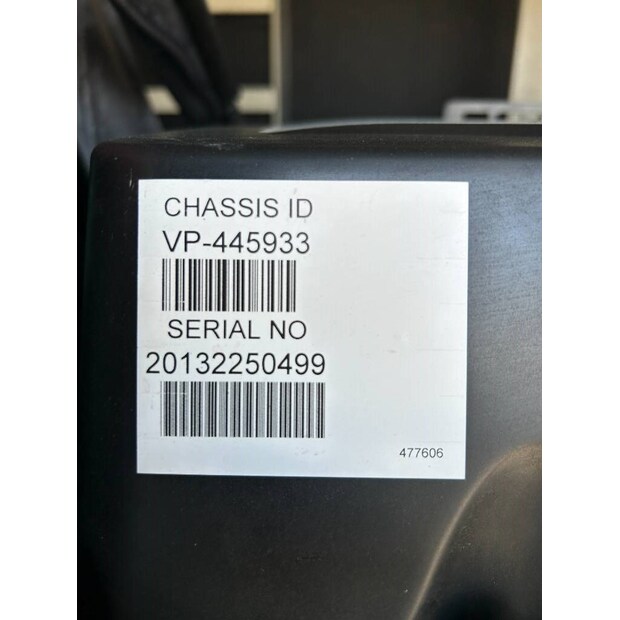 CHASSIS ID
VP-445933
SERIAL NO
20132250499
477606